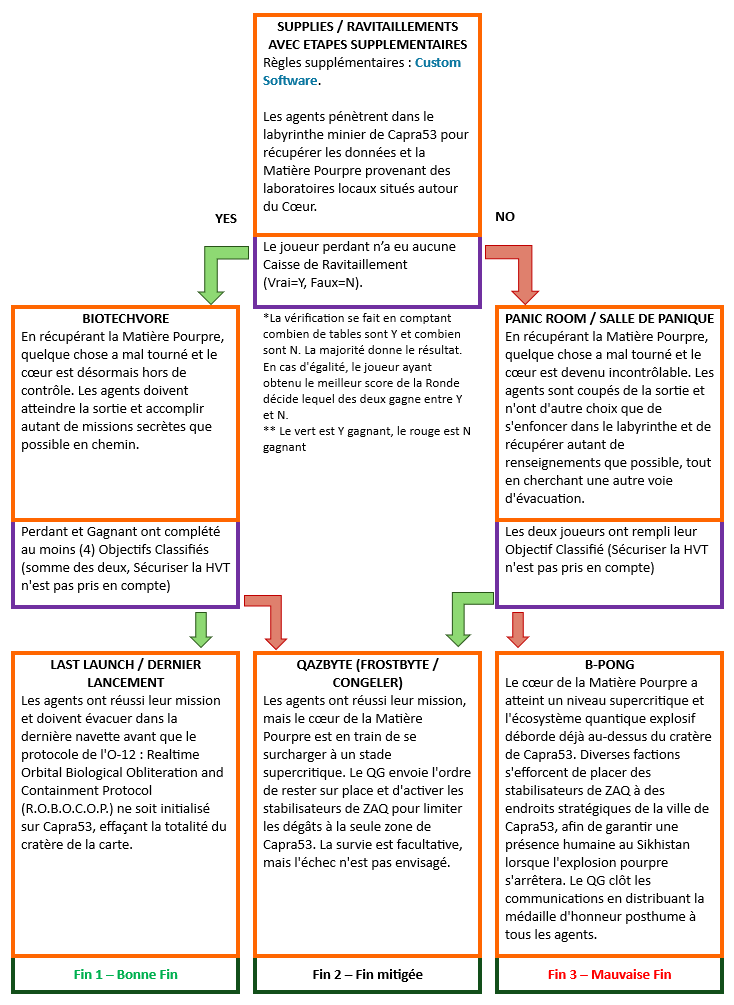 SUPPLIES / RAVITAILLEMENTS
AVEC ETAPES SUPPLEMENTAIRES
Règles supplémentaires : Custom
Software.
Les agents pénètrent dans le
labyrinthe minier de Capra53 pour
récupérer les données et la
Matière Pourpre provenant des
laboratoires locaux situés autour
du Cœur.
YES
NO
Le joueur perdant n’a eu aucune
Caisse de Ravitaillement
(Vrai=Y, Faux=N).
*La vérification se fait en comptant
combien de tables sont Y et combien
sont N. La majorité donne le résultat.
En cas d'égalité, le joueur ayant
obtenu le meilleur score de la Ronde
décide lequel des deux gagne entre Y
et N.
** Le vert est Y gagnant, le rouge est N
gagnant
BIOTECHVORE
En récupérant la Matière Pourpre,
quelque chose a mal tourné et le
cœur est désormais hors de
contrôle. Les agents doivent
atteindre la sortie et accomplir
autant de missions secrètes que
possible en chemin.
Perdant et Gagnant ont complété
au moins (4) Objectifs Classifiés
(somme des deux, Sécuriser la HVT
n'est pas pris en compte)
PANIC ROOM / SALLE DE PANIQUE
En récupérant la Matière Pourpre,
quelque chose a mal tourné et le
cœur est devenu incontrôlable. Les
agents sont coupés de la sortie et
n'ont d'autre choix que de
s'enfoncer dans le labyrinthe et de
récupérer autant de
renseignements que possible, tout
en cherchant une autre voie
d'évacuation.
Les deux joueurs ont rempli leur
Objectif Classifié (Sécuriser la HVT
n'est pas pris en compte)
LAST LAUNCH / DERNIER
LANCEMENT
Les agents ont réussi leur mission
et doivent évacuer dans la
dernière navette avant que le
protocole de l'O-12 : Realtime
Orbital Biological Obliteration and
Containment Protocol
(R.O.B.O.C.O.P.) ne soit initialisé
sur Capra53, effaçant la totalité du
cratère de la carte.
Fin 1 – Bonne Fin
QAZBYTE (FROSTBYTE /
CONGELER)
Les agents ont réussi leur mission,
mais le cœur de la Matière
Pourpre est en train de se
surcharger à un stade
supercritique. Le QG envoie l'ordre
de rester sur place et d'activer les
stabilisateurs de ZAQ pour limiter
les dégâts à la seule zone de
Capra53. La survie est facultative,
mais l'échec n'est pas envisagé.
Fin 2 – Fin mitigée
B-PONG
Le cœur de la Matière Pourpre a
atteint un niveau supercritique et
l'écosystème quantique explosif
déborde déjà au-dessus du cratère
de Capra53. Diverses factions
s'efforcent de placer des
stabilisateurs de ZAQ à des
endroits stratégiques de la ville de
Capra53, afin de garantir une
présence humaine au Sikhistan
lorsque l'explosion pourpre
s'arrêtera. Le QG clôt les
communications en distribuant la
médaille d'honneur posthume à
tous les agents.
Fin 3 – Mauvaise Fin